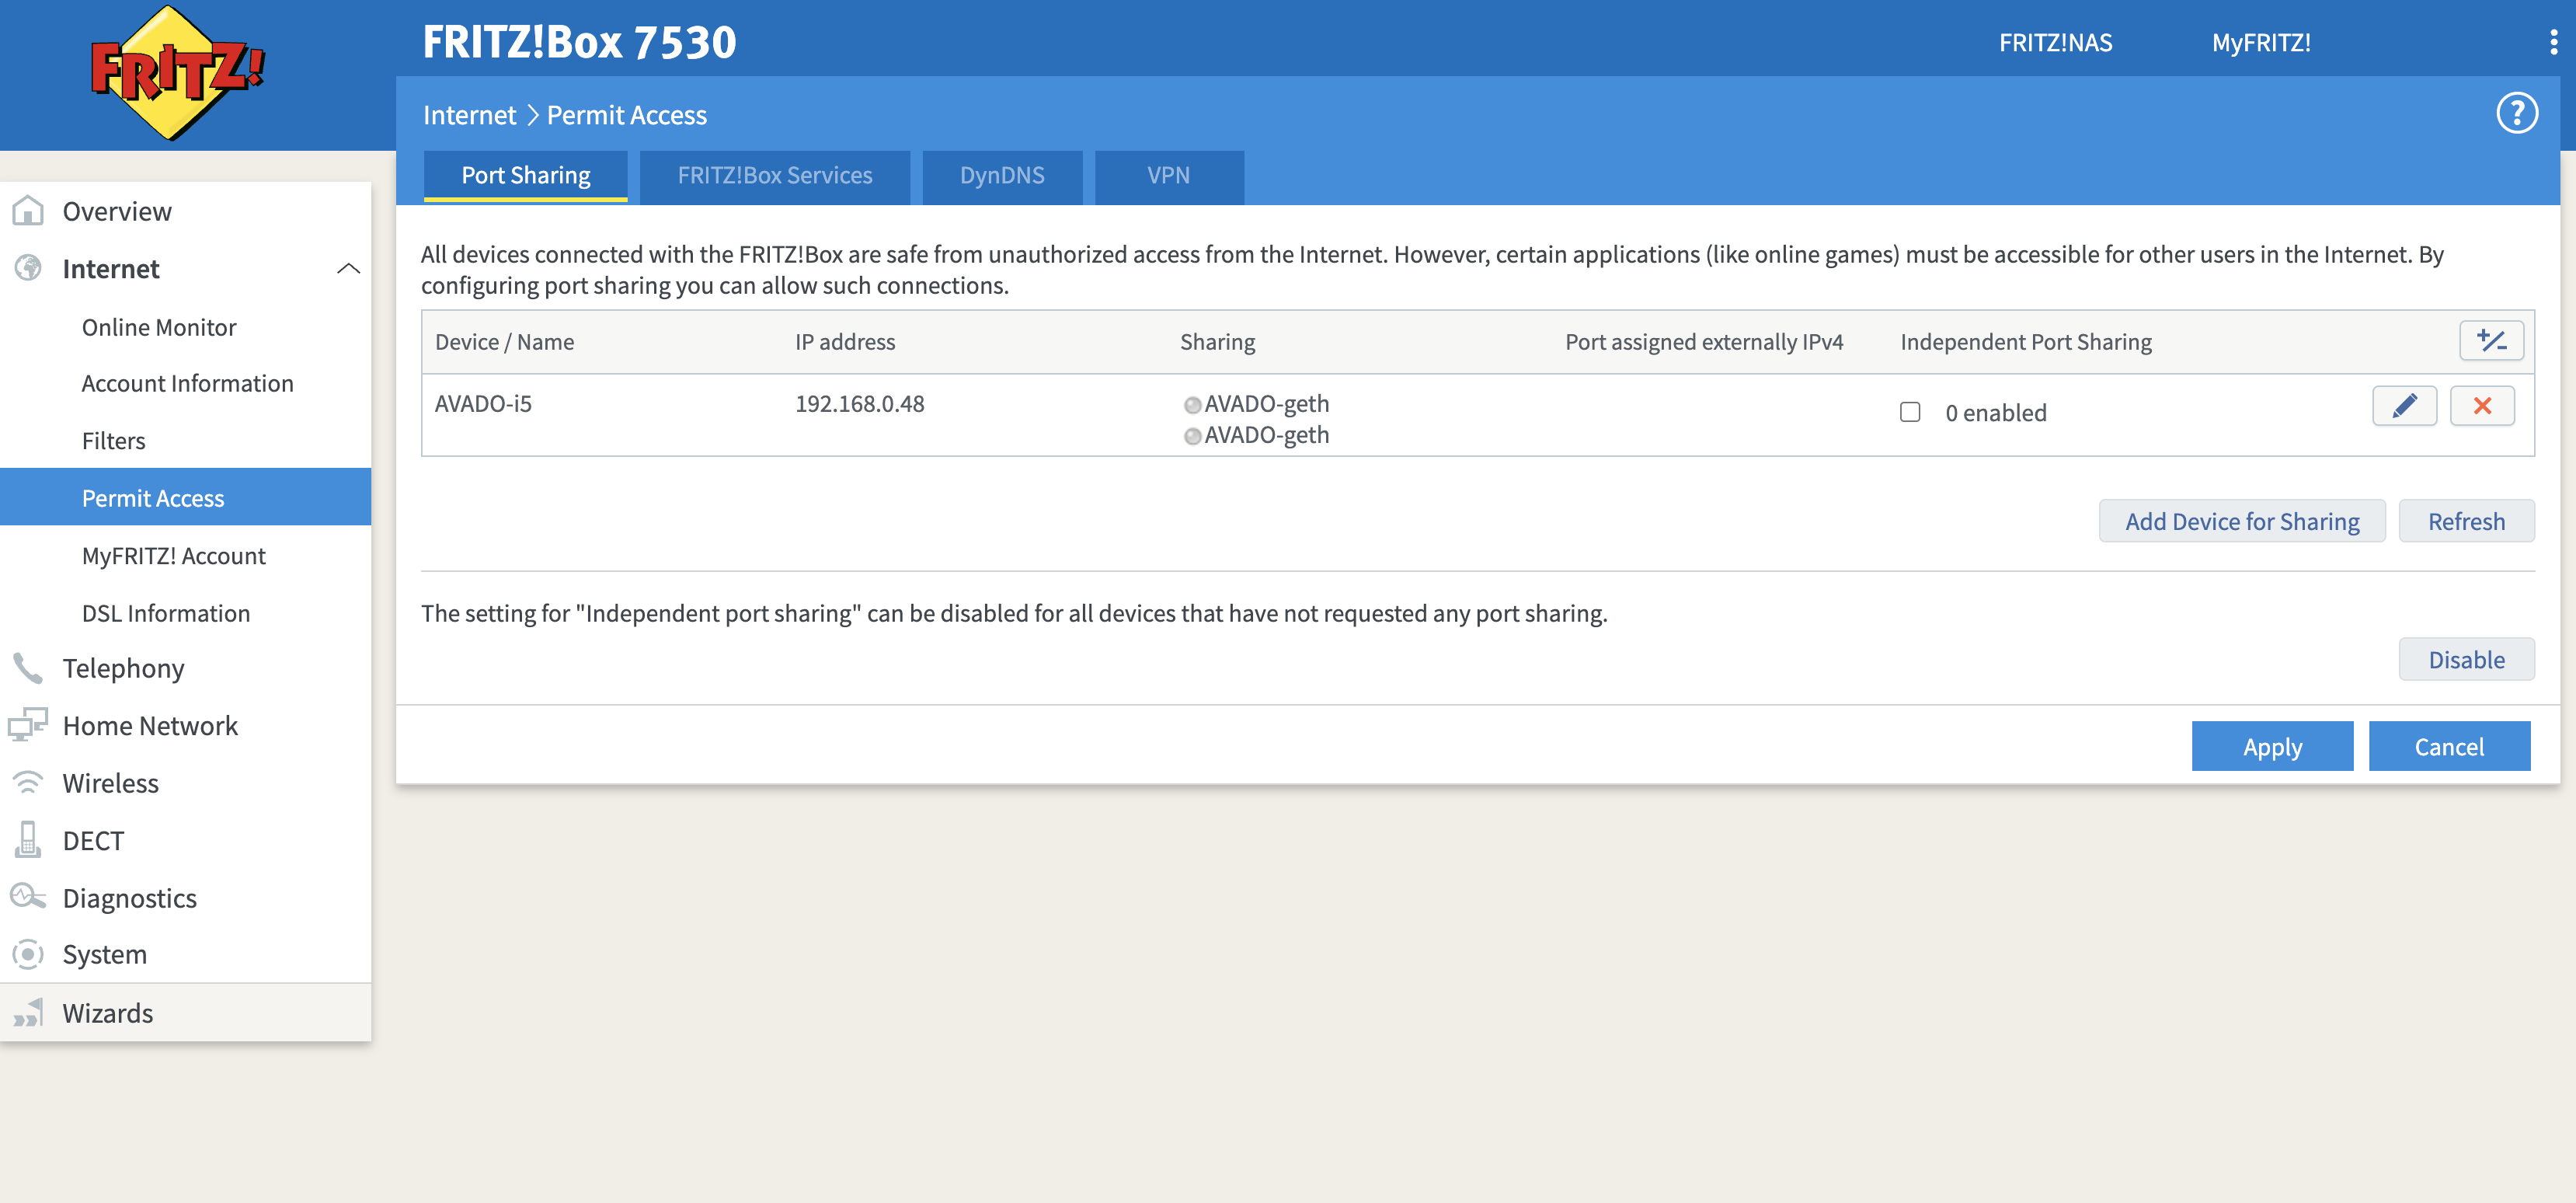 FRITZ!
FRITZ!Box 7530
FRITZ!NAS
MyFRITZ!
Internet > Permit Access
?
Port Sharing
FRITZ!Box Services
DynDNS
VPN
Overview
Internet
Online Monitor
Account Information
Filters
Permit Access
MyFRITZ! Account
DSL Information
Telephony
Home Network
Wireless
DECT
Diagnostics
System
Wizards
All devices connected with the FRITZ!Box are safe from unauthorized access from the Internet. However, certain applications (like online games) must be accessible for other users in the Internet. By
configuring port sharing you can allow such connections.
Device / Name IP address Sharing Port assigned externally IPv4 Independent Port Sharing +/-
AVADO-i5 192.168.0.48 AVADO-geth 0 enabled
AVADO-geth
Add Device for Sharing Refresh
The setting for "Independent port sharing" can be disabled for all devices that have not requested any port sharing.
Disable
Apply Cancel